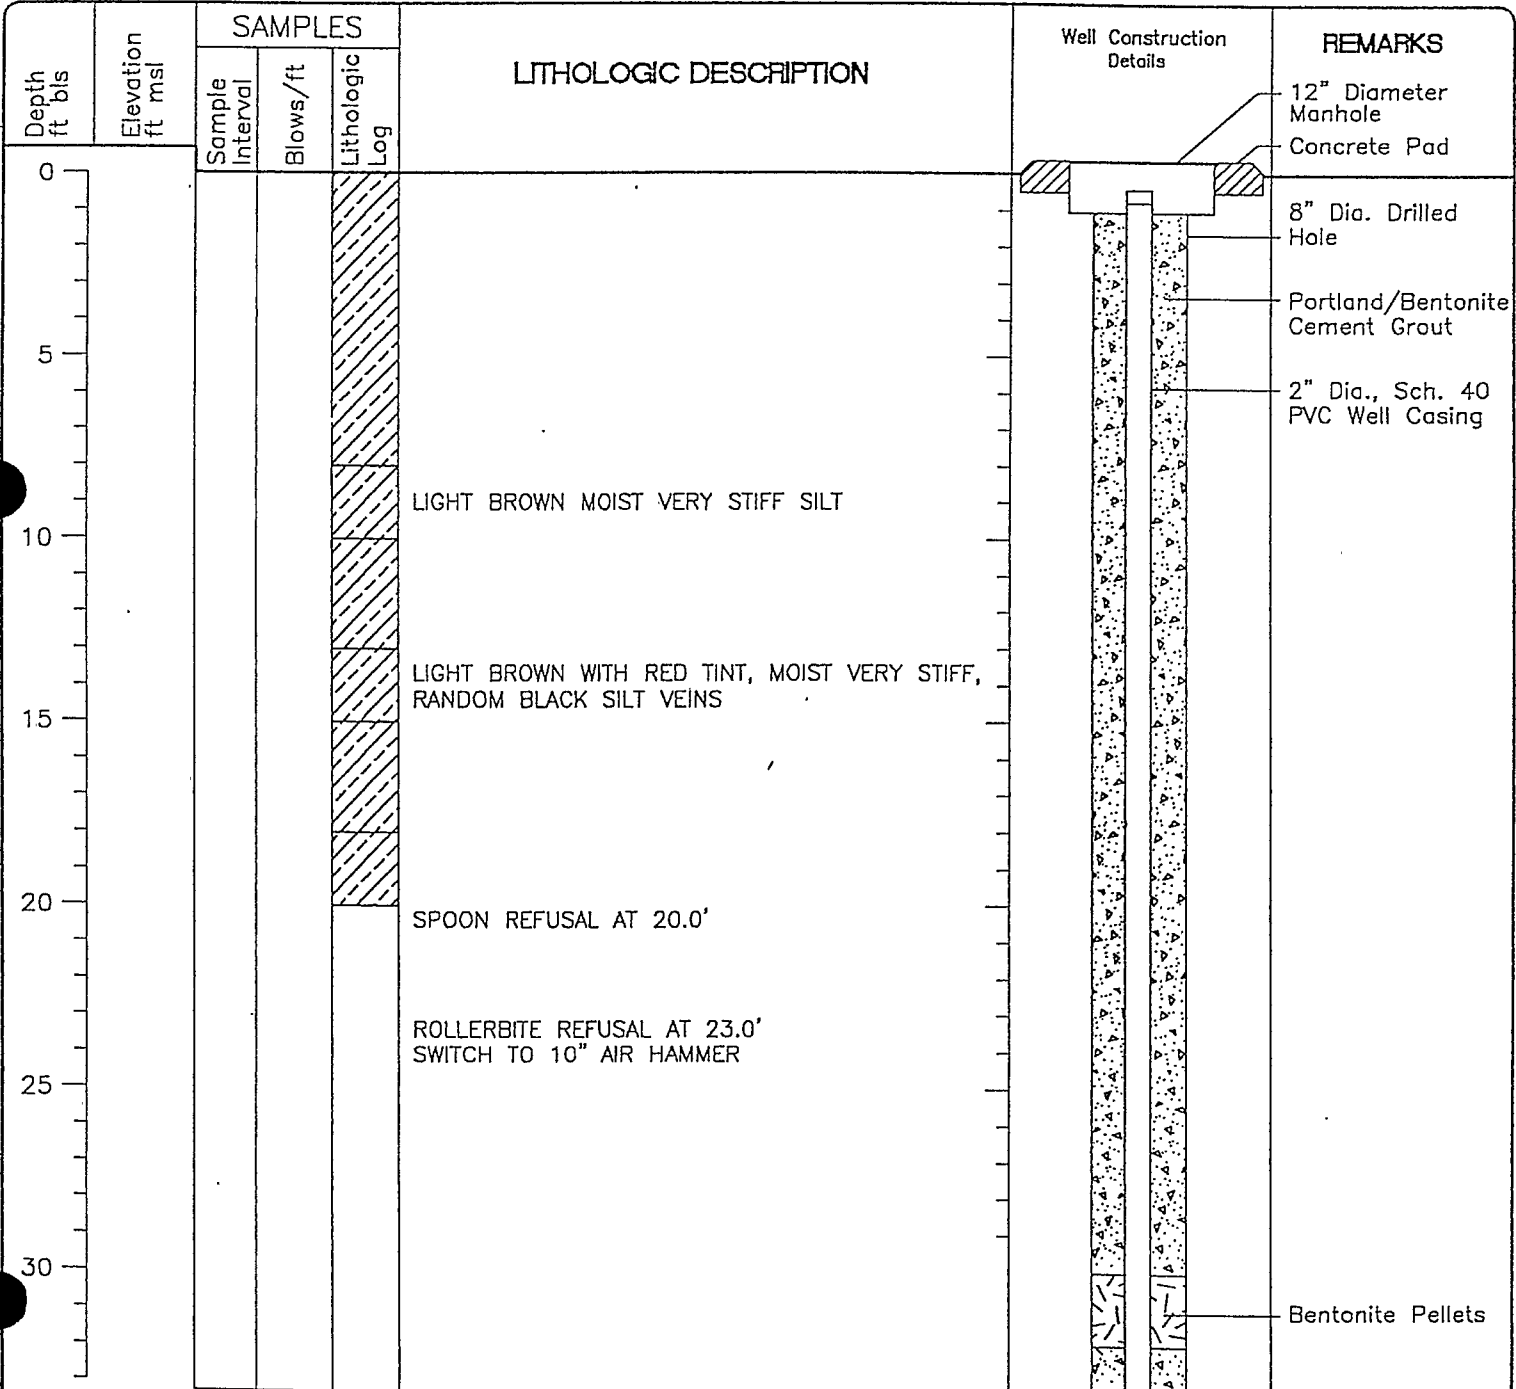 SAMPLES
Depth
ft bls
Elevation
ft msl
Sample
Interval
Blows/ft
Lithologic
Log
LITHOLOGIC DESCRIPTION
Well Construction
Details
REMARKS
12" Diameter
Manhole
Concrete Pad
0
8" Dia. Drilled
Hole
Portland/Bentonite
Cement Grout
5
2" Dia., Sch. 40
PVC Well Casing
LIGHT BROWN MOIST VERY STIFF SILT
10
LIGHT BROWN WITH RED TINT, MOIST VERY STIFF,
RANDOM BLACK SILT VEINS
15
20
SPOON REFUSAL AT 20.0'
ROLLERBITE REFUSAL AT 23.0'
SWITCH TO 10" AIR HAMMER
25
30
Bentonite Pellets